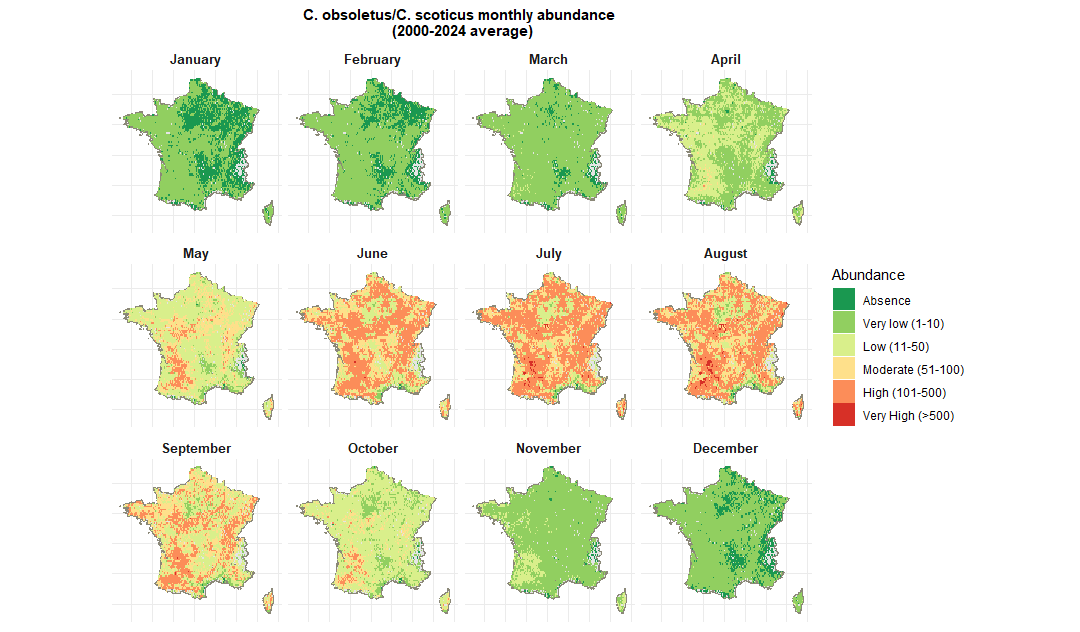 C. obsoletus/C. scoticus monthly abundance
(2000-2024 average)
January
February
March
April
May
June
July
August
September
October
November
December
Abundance
Absence
Very low (1-10)
Low (11-50)
Moderate (51-100)
High (101-500)
Very High (>500)